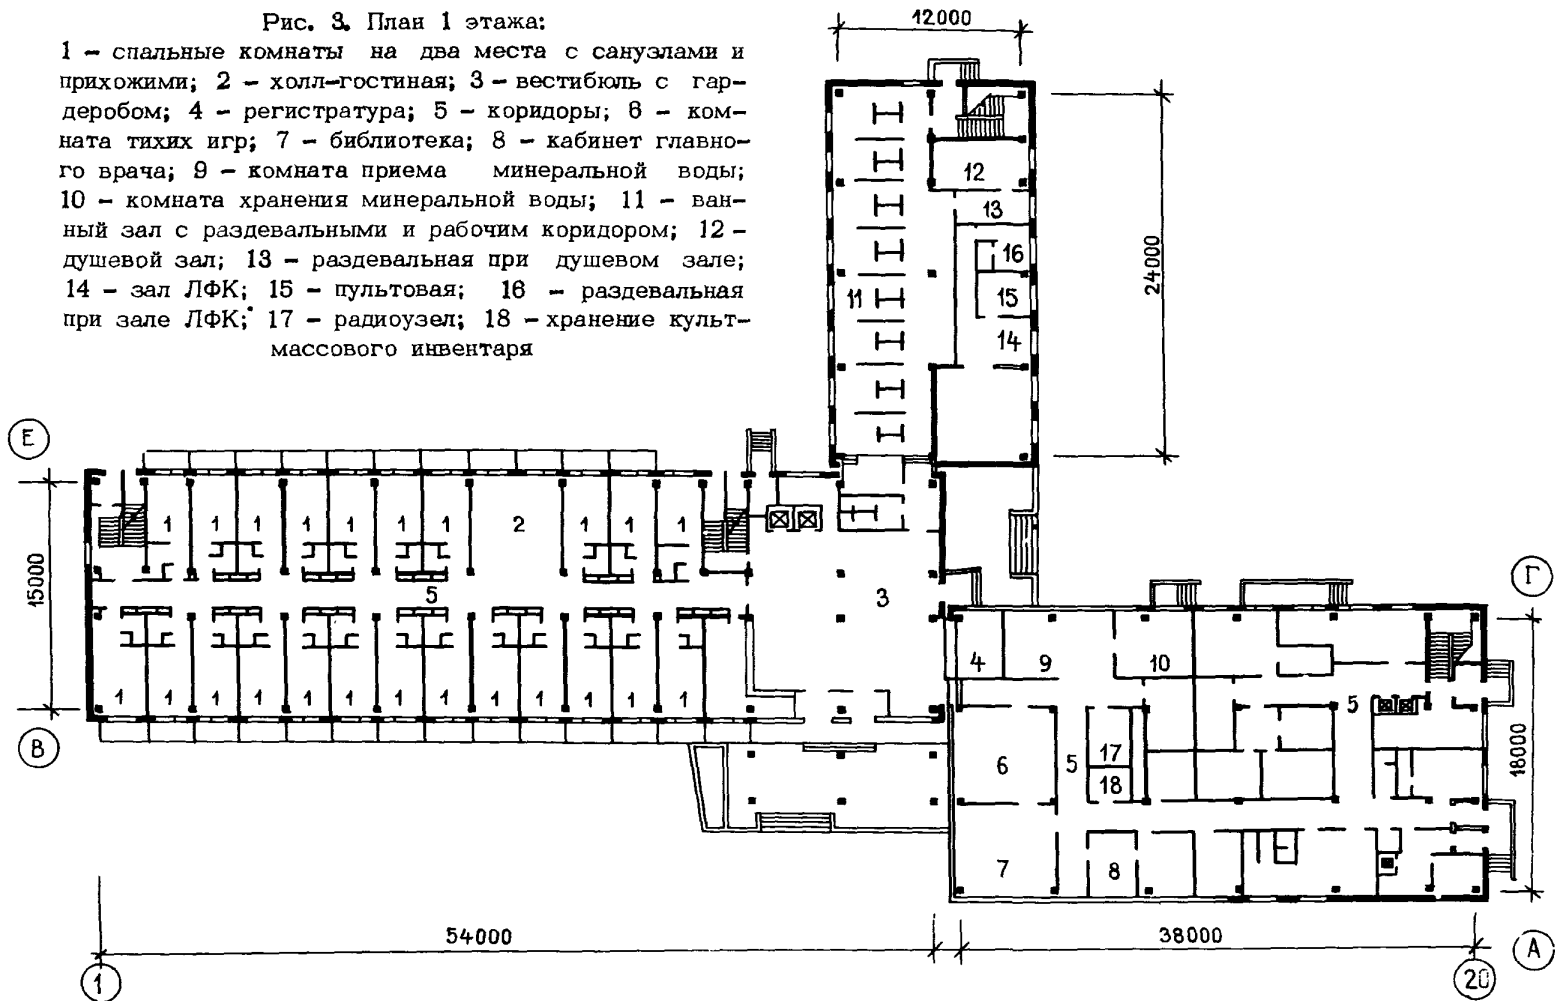 Рис. 3. План 1 этажа:
1 – спальные комнаты на два места с санузлами и
прихожими; 2 – холл-гостиная; 3 – вестибюль с гар-
деробом; 4 – регистратура; 5 – коридоры; 6 – ком-
ната тихих игр; 7 – библиотека; 8 – кабинет главно-
го врача; 9 – комната приема минеральной воды;
10 – комната хранения минеральной воды; 11 – ван-
ный зал с раздевальными и рабочим коридором; 12 –
душевой зал; 13 – раздевальная при душевом зале;
14 – зал ЛФК; 15 – пультовая; 16 – раздевальная
при зале ЛФК; 17 – радиоузел; 18 – хранение культ-
массового инвентаря
12000
12
13
16
24000
11
15
14
Е
1 1 1 1 1 1 1 2 1 1 1
15000
5
3
Г
4 9 10
1 1 1 1 1 1 1 1 1 1 1 1 1
5
В
6 5 17
18
18000
7 8
54000
38000
А
1
20